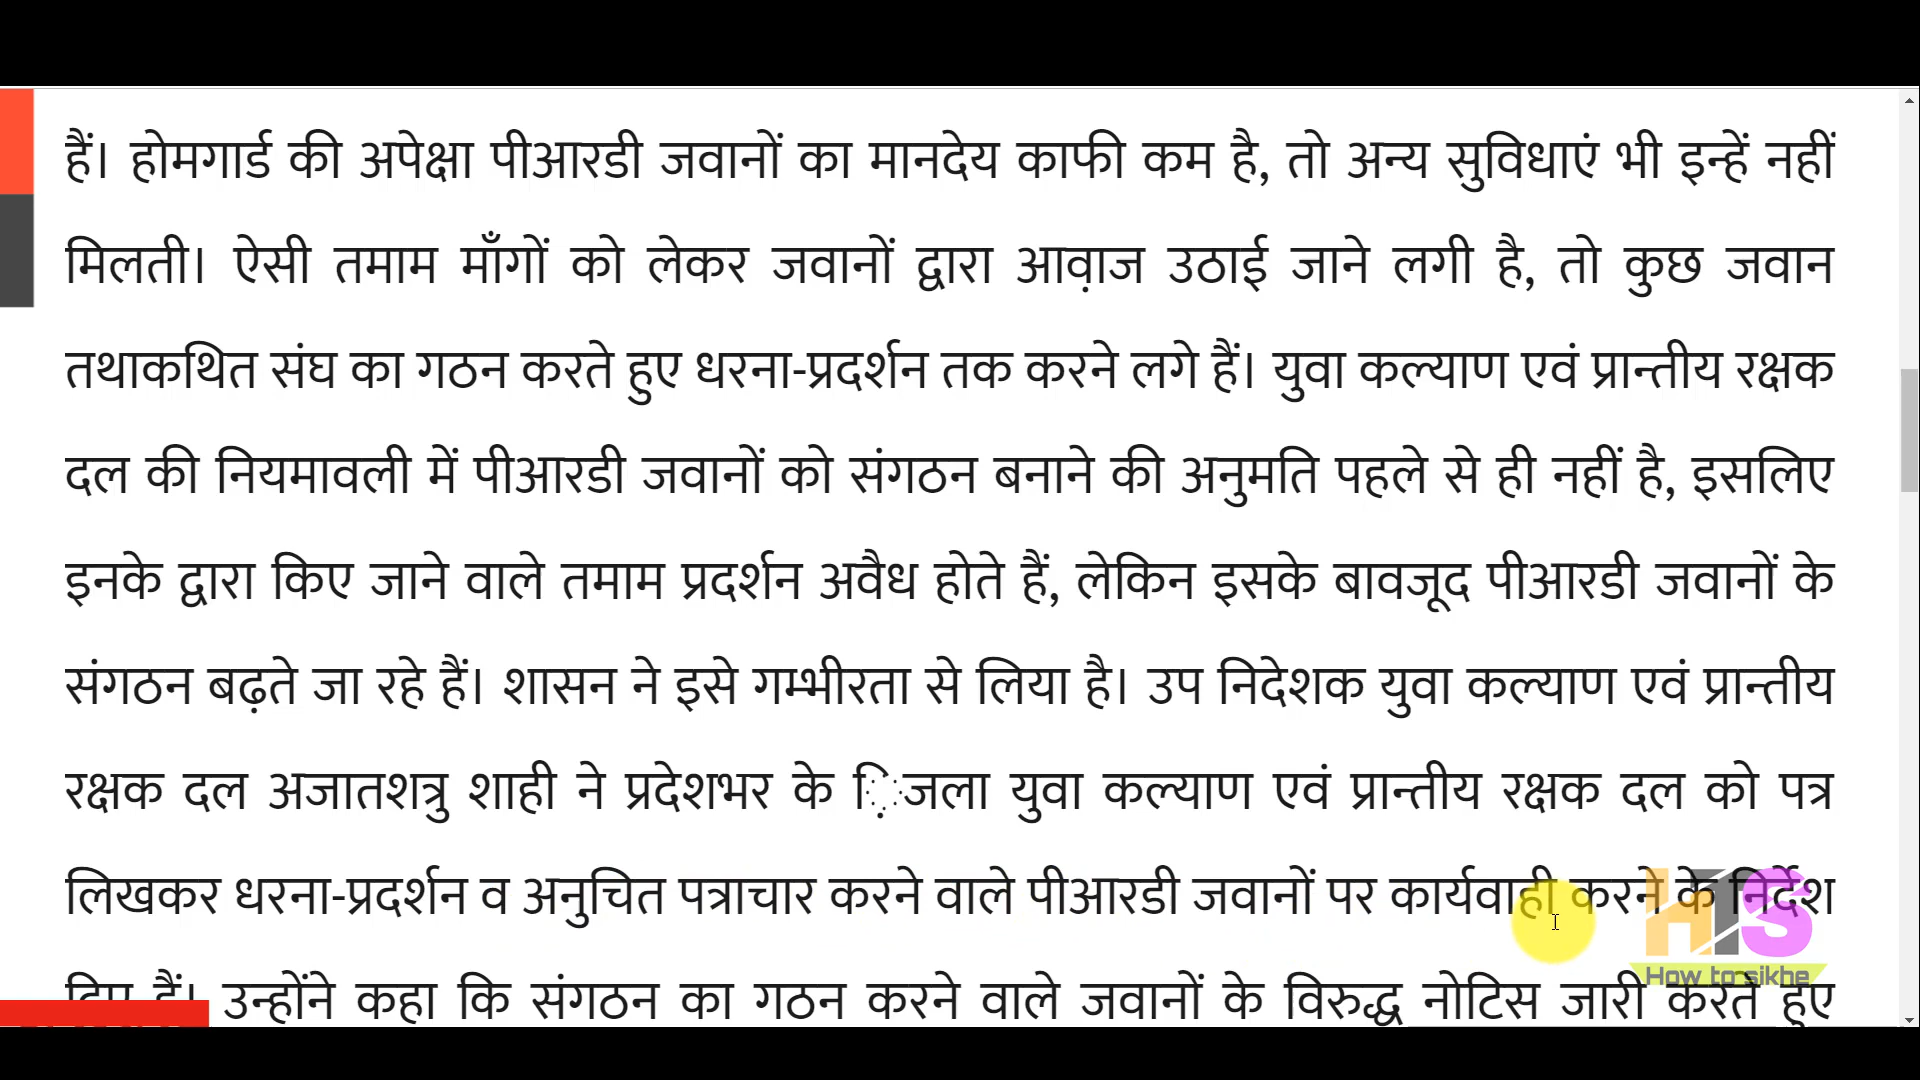 हैं। होमगार्ड की अपेक्षा पीआरडी जवानों का मानदेय काफी कम है, तो अन्य सुविधाएं भी इन्हें नहीं
मिलती। ऐसी तमाम माँगों को लेकर जवानों द्वारा आव़ाज उठाई जाने लगी है, तो कुछ जवान
तथाकथित संघ का गठन करते हुए धरना-प्रदर्शन तक करने लगे हैं। युवा कल्याण एवं प्रान्तीय रक्षक
दल की नियमावली में पीआरडी जवानों को संगठन बनाने की अनुमति पहले से ही नहीं है, इसलिए
इनके द्वारा किए जाने वाले तमाम प्रदर्शन अवैध होते हैं, लेकिन इसके बावजूद पीआरडी जवानों के
संगठन बढ़ते जा रहे हैं। शासन ने इसे गम्भीरता से लिया है। उप निदेशक युवा कल्याण एवं प्रान्तीय
रक्षक दल अजातशत्रु शाही ने प्रदेशभर के ़िजला युवा कल्याण एवं प्रान्तीय रक्षक दल को पत्र
लिखकर धरना-प्रदर्शन व अनुचित पत्राचार करने वाले पीआरडी जवानों पर कार्यवाही करने के निर्देश
दिए हैं। उन्होंने कहा कि संगठन का गठन करने वाले जवानों के विरुद्ध नोटिस जारी करते हुए
HTS
How to sikhe